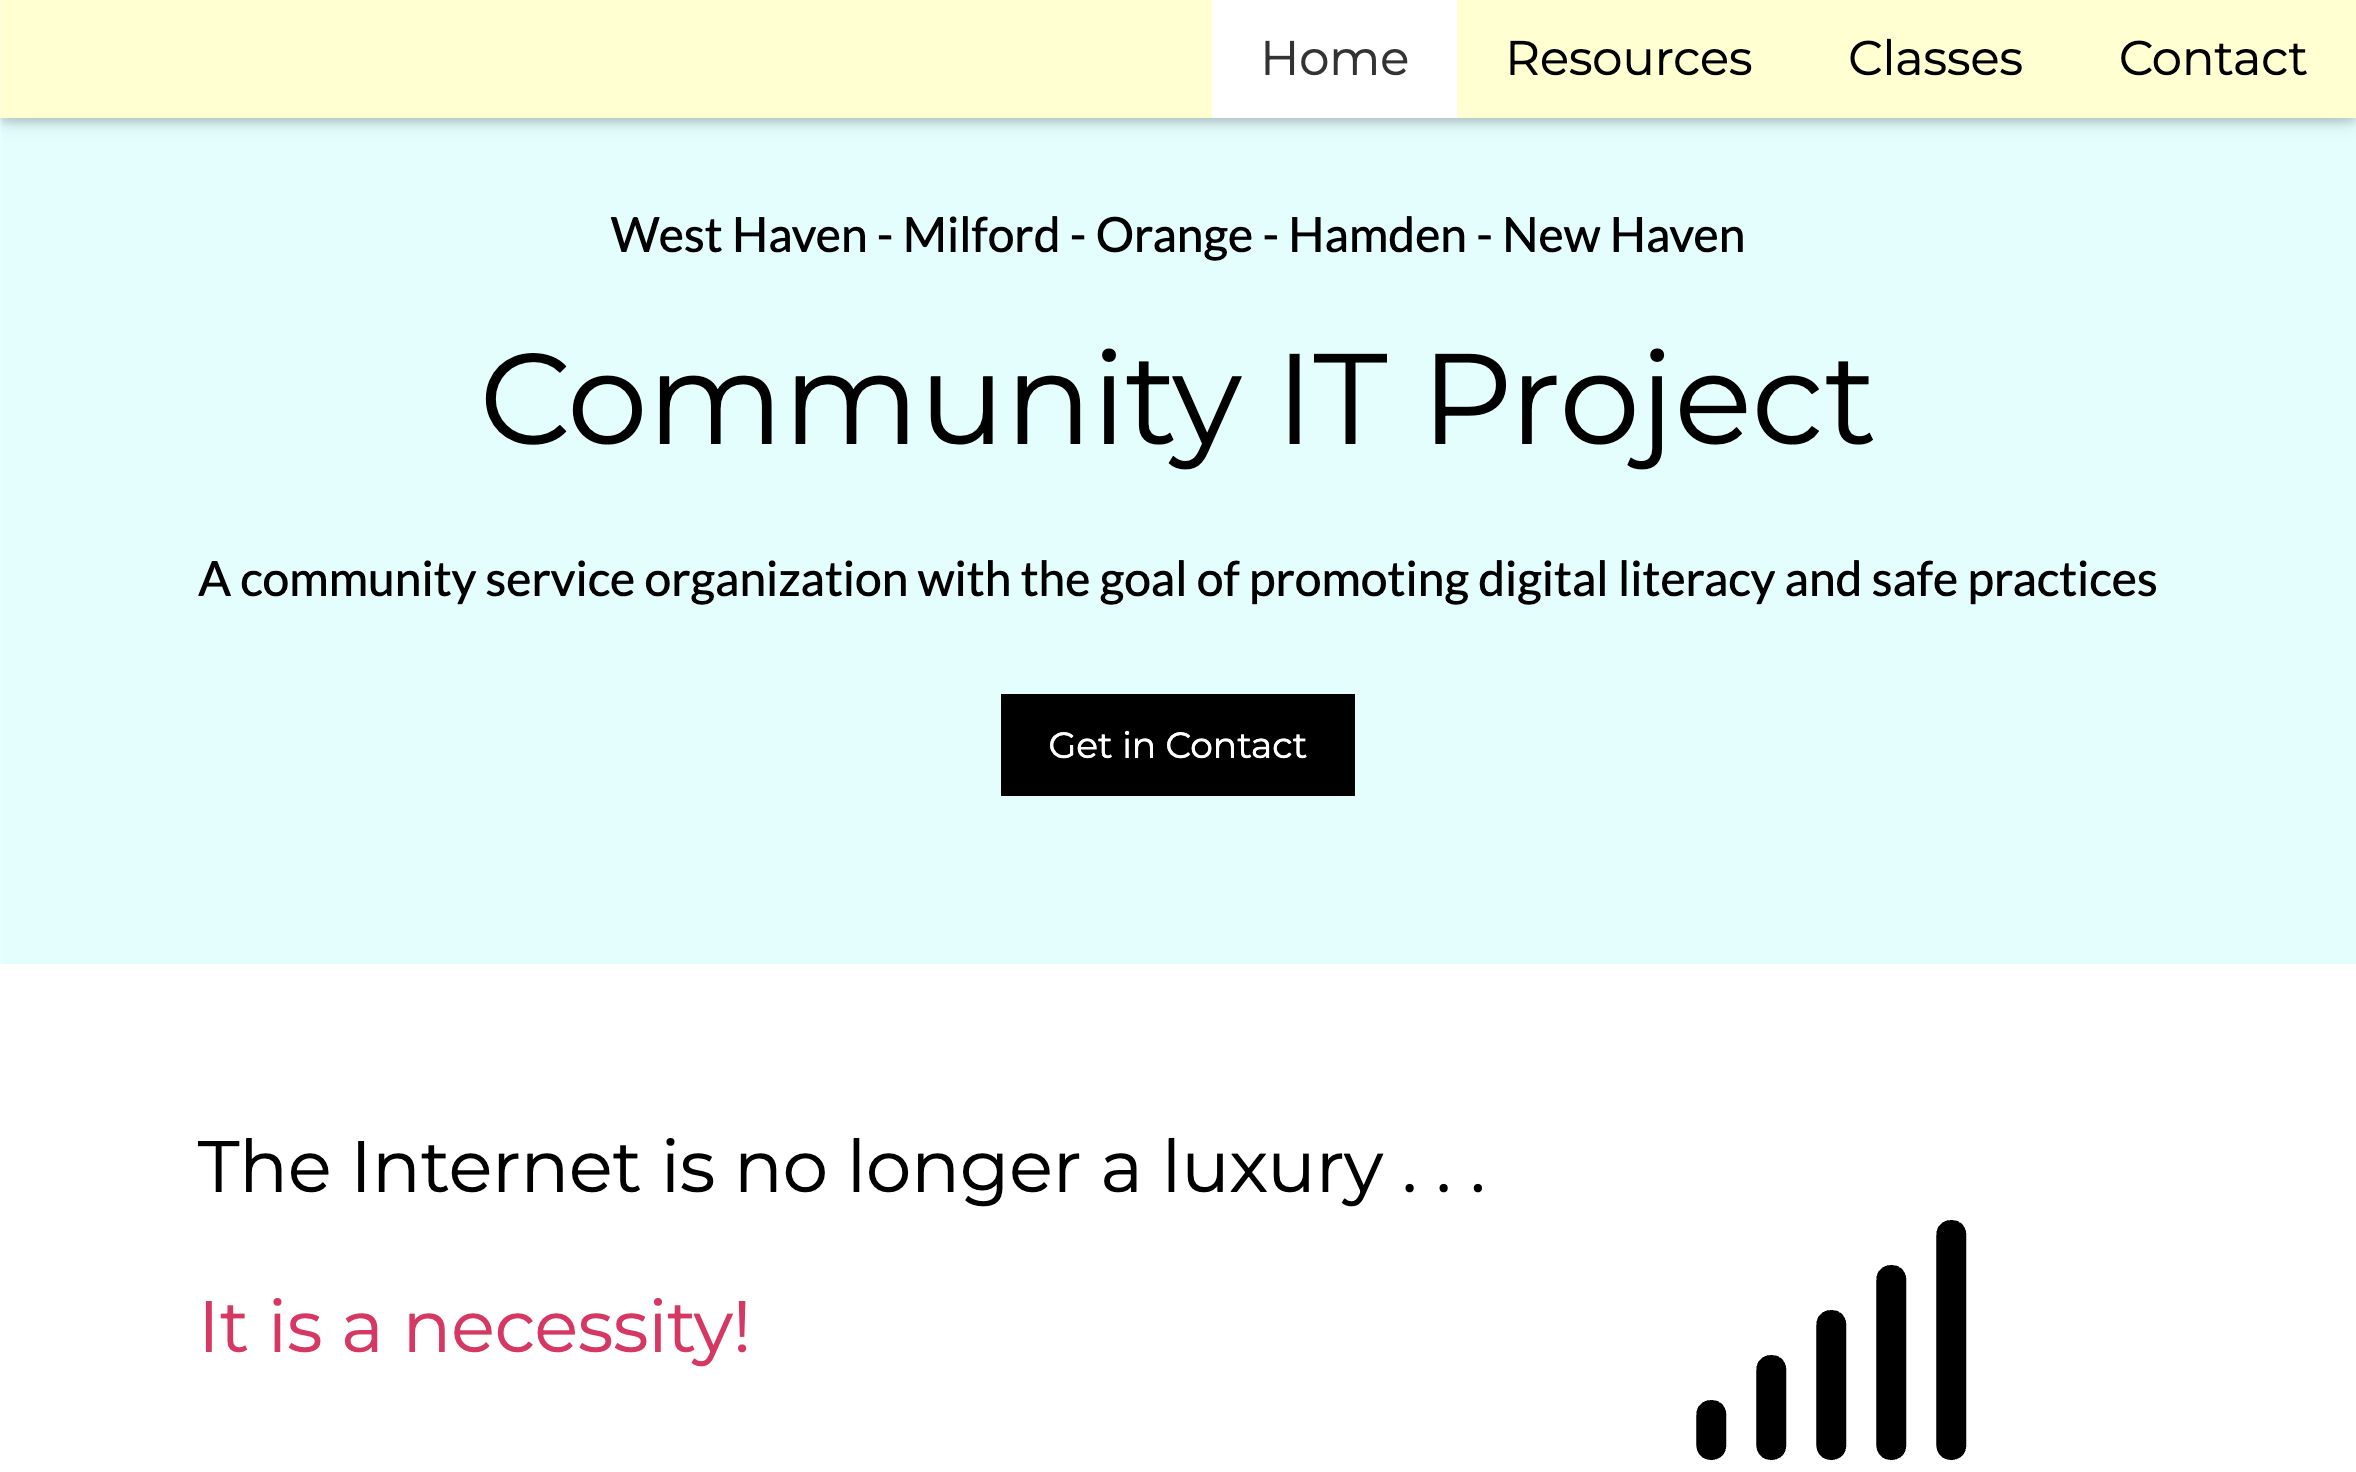 Home Resources Classes Contact
West Haven - Milford - Orange - Hamden - New Haven
Community IT Project
A community service organization with the goal of promoting digital literacy and safe practices
Get in Contact
The Internet is no longer a luxury . . .
It is a necessity!